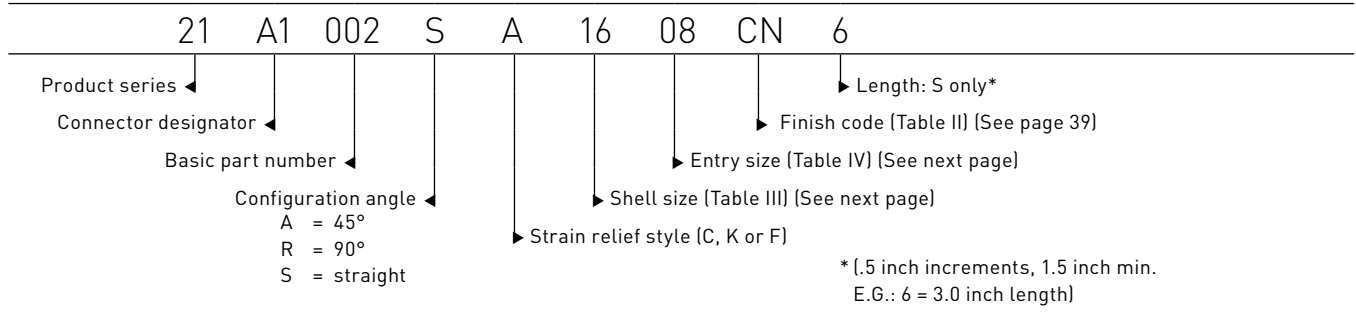 21 A1 002 S A 16 08 CN 6
Product series
Length: S only*
Connector designator
Finish code (Table II) (See page 39)
Basic part number
Entry size (Table IV) (See next page)
Configuration angle
A = 45°
R = 90°
S = straight
Shell size (Table III) (See next page)
Strain relief style (C, K or F)
* (.5 inch increments, 1.5 inch min.
E.G.: 6 = 3.0 inch length)